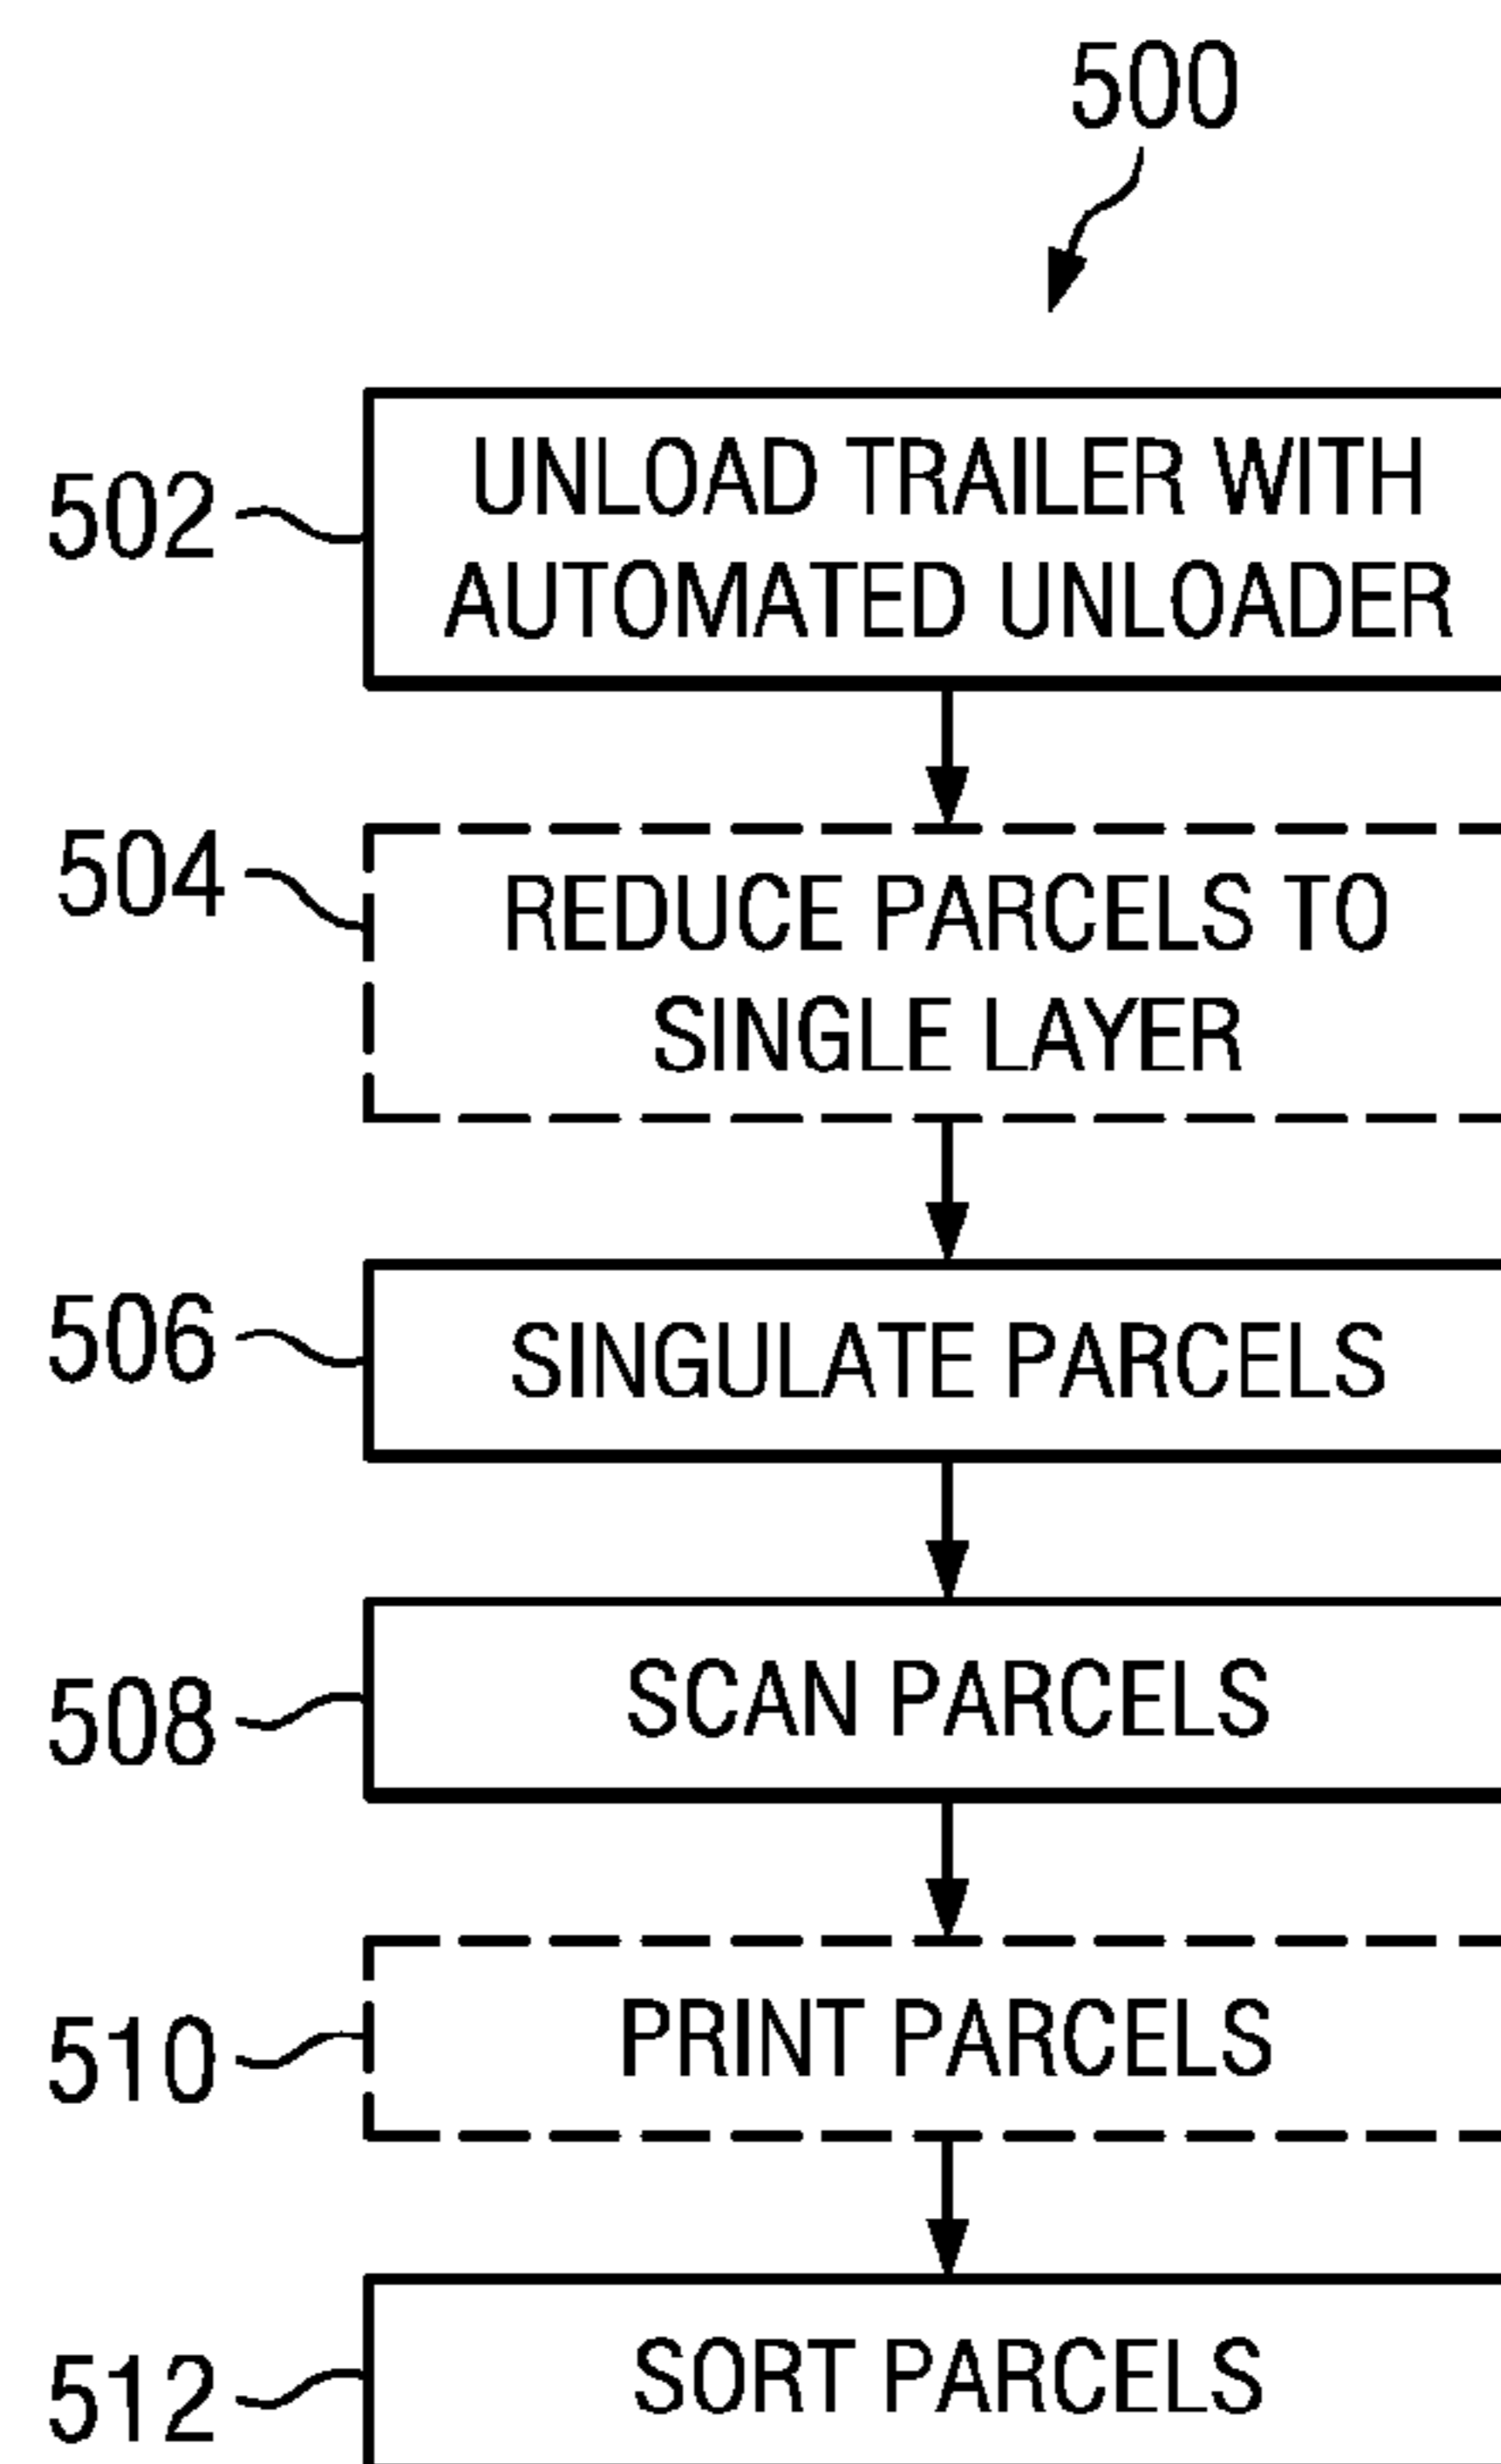 500
502
UNLOAD TRAILER WITH
AUTOMATED UNLOADER
504
REDUCE PARCELS TO
SINGLE LAYER
506
SINGULATE PARCELS
508
SCAN PARCELS
510
PRINT PARCELS
512
SORT PARCELS